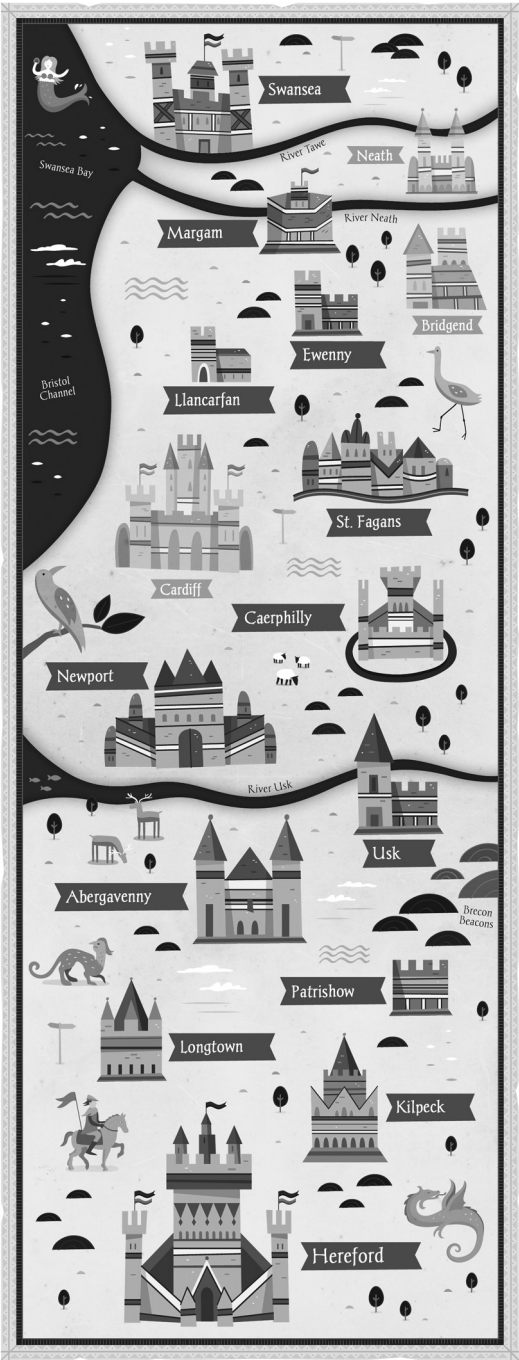 Swansea
River Tawe
Neath
Swansea Bay
River Neath
Margam
Bridgend
Ewenny
Bristol
Channel
Llancarfan
St. Fagans
Cardiff
Caerphilly
Newport
River Usk
Usk
Abergavenny
Brecon
Beacons
Patrishow
Longtown
Kilpeck
Hereford